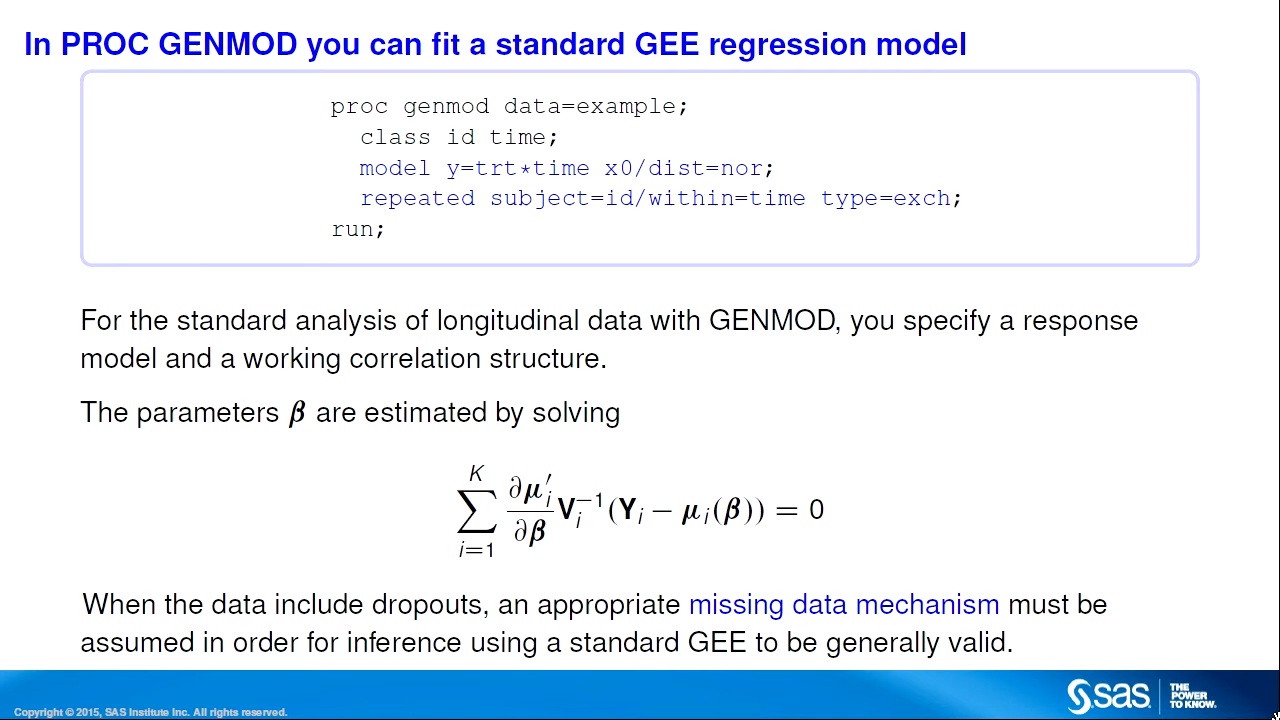 In PROC GENMOD you can fit a standard GEE regression model
proc genmod data=example;
class id time;
model y=trt*time x0/dist=nor;
repeated subject=id/within=time type=exch;
run;
For the standard analysis of longitudinal data with GENMOD, you specify a response
model and a working correlation structure.
The parameters β are estimated by solving
∑_{i=1}^{K} ∂μ′_i/∂β V_i^{−1}(Y_i − μ_i(β)) = 0
When the data include dropouts, an appropriate missing data mechanism must be
assumed in order for inference using a standard GEE to be generally valid.
Copyright © 2015, SAS Institute Inc. All rights reserved.
sas
THE
POWER
TO KNOW.